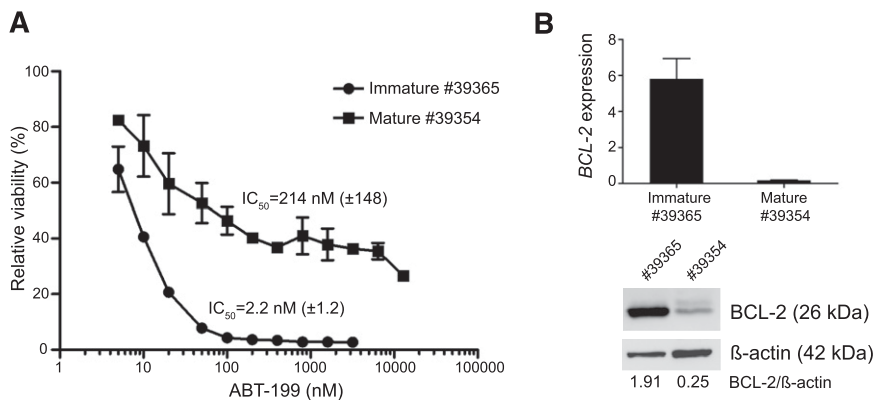 A
Relative viability (%)
100
80
60
40
20
0
1
10
100
1000
10000
100000
ABT-199 (nM)
Immature #39365
Mature #39354
IC50=214 nM (±148)
IC50=2.2 nM (±1.2)
B
BCL-2 expression
8
6
4
2
0
Immature
#39365
Mature
#39354
#39365
#39354
BCL-2 (26 kDa)
ß-actin (42 kDa)
1.91 0.25 BCL-2/ß-actin